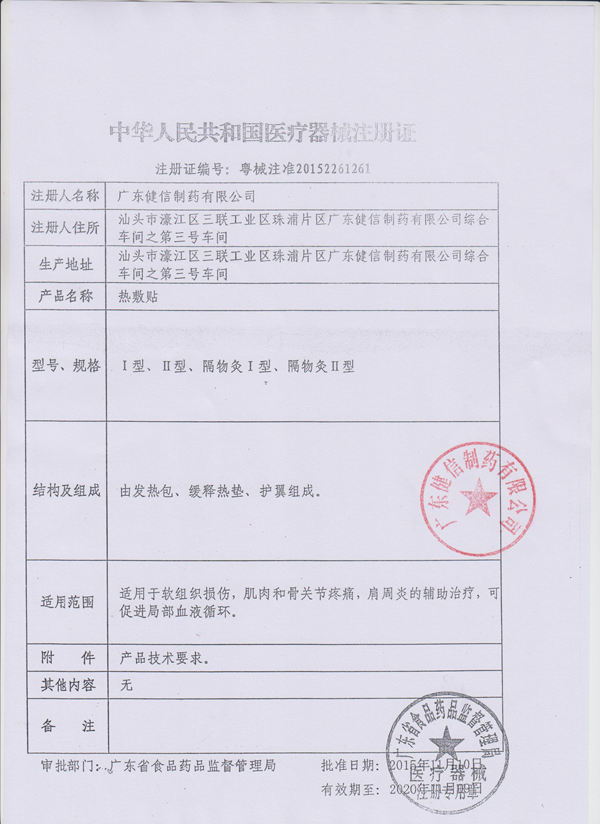 中华人民共和国医疗器械注册证
注册证编号：粤械注准20152261261
注册人名称 广东健信制药有限公司
注册人住所 汕头市濠江区三联工业区珠浦片区广东健信制药有限公司综合
车间之第三号车间
生产地址 汕头市濠江区三联工业区珠浦片区广东健信制药有限公司综合
车间之第三号车间
产品名称 热敷贴
型号、规格 Ⅰ型、Ⅱ型、隔物灸Ⅰ型、隔物灸Ⅱ型
结构及组成 由发热包、缓释热垫、护翼组成。
广东健信制药有限公司
适用范围 适用于软组织损伤，肌肉和骨关节疼痛，肩周炎的辅助治疗，可
促进局部血液循环。
附件 产品技术要求。
其他内容 无
备注
广东省食品药品监督管理局
医疗器械
注册专用章
审批部门：广东省食品药品监督管理局 批准日期：2015年11月10日
有效期至：2020年11月09日